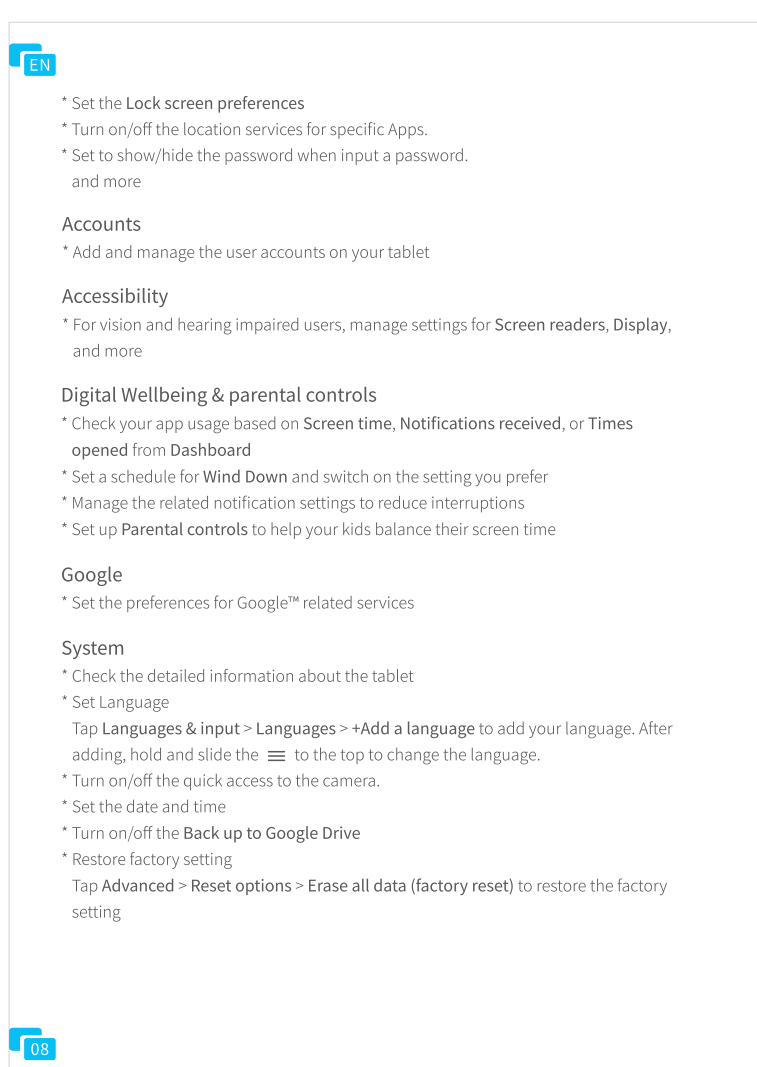 EN
* Set the Lock screen preferences
* Turn on/off the location services for specific Apps.
* Set to show/hide the password when input a password.
and more
Accounts
* Add and manage the user accounts on your tablet
Accessibility
* For vision and hearing impaired users, manage settings for Screen readers, Display,
and more
Digital Wellbeing & parental controls
* Check your app usage based on Screen time, Notifications received, or Times
opened from Dashboard
* Set a schedule for Wind Down and switch on the setting you prefer
* Manage the related notification settings to reduce interruptions
* Set up Parental controls to help your kids balance their screen time
Google
* Set the preferences for Google™ related services
System
* Check the detailed information about the tablet
* Set Language
Tap Languages & input > Languages > +Add a language to add your language. After
adding, hold and slide the to the top to change the language.
* Turn on/off the quick access to the camera.
* Set the date and time
* Turn on/off the Back up to Google Drive
* Restore factory setting
Tap Advanced > Reset options > Erase all data (factory reset) to restore the factory
setting
08